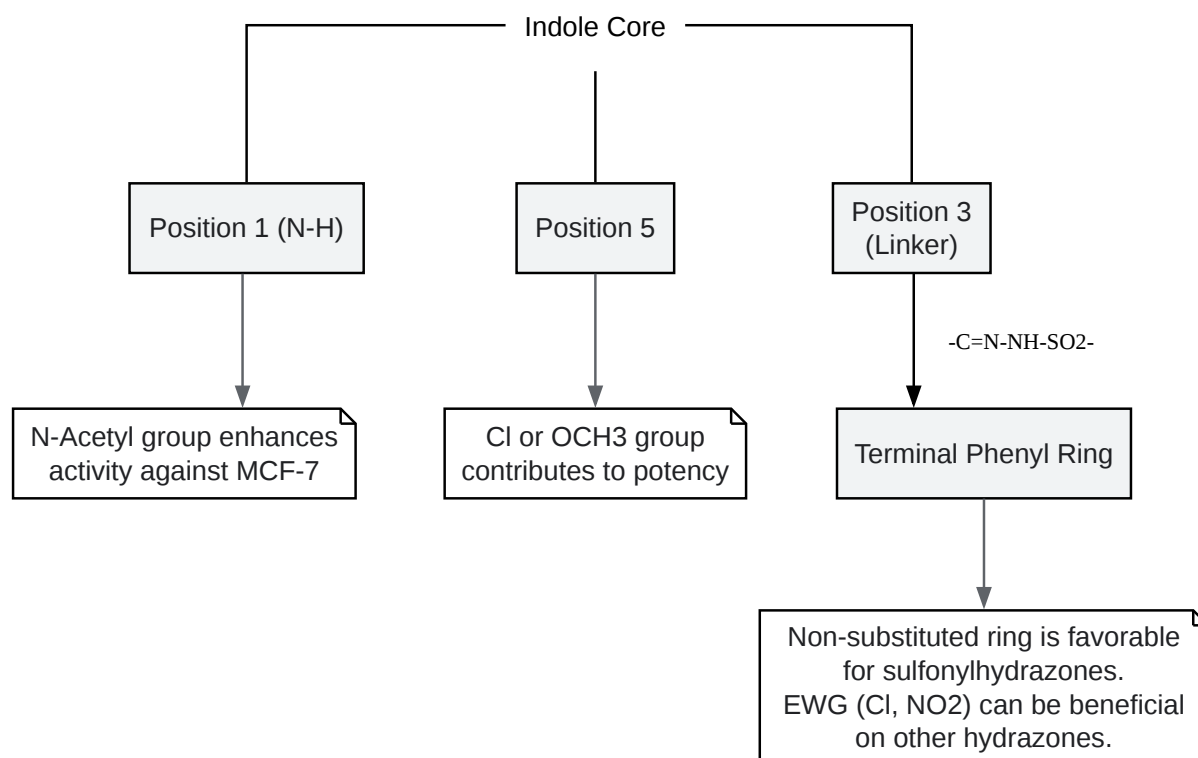 Indole Core
Position 1 (N-H)
Position 5
Position 3
(Linker)
-C=N-NH-SO2-
N-Acetyl group enhances
activity against MCF-7
Cl or OCH3 group
contributes to potency
Terminal Phenyl Ring
Non-substituted ring is favorable
for sulfonylhydrazones.
EWG (Cl, NO2) can be beneficial
on other hydrazones.